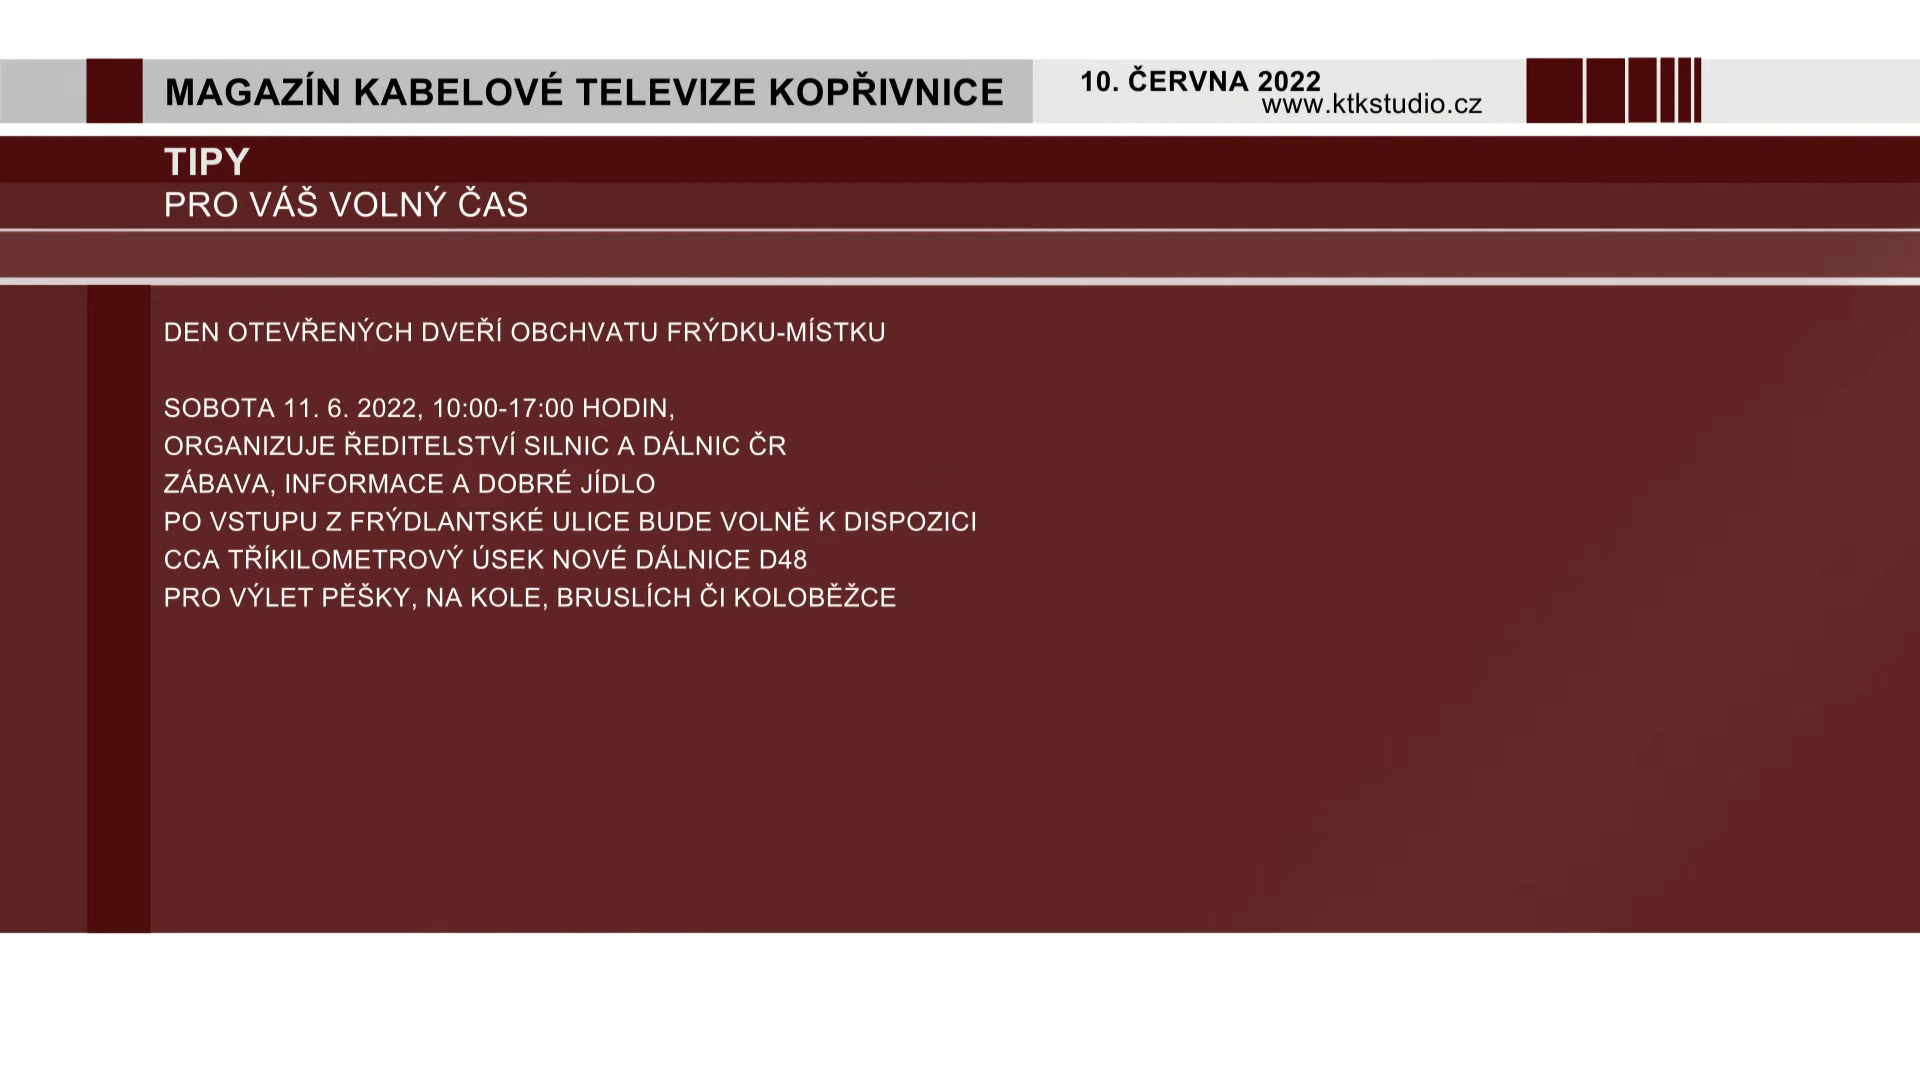 MAGAZÍN KABELOVÉ TELEVIZE KOPŘIVNICE
10. ČERVNA 2022
www.ktkstudio.cz
TIPY
PRO VÁŠ VOLNÝ ČAS
DEN OTEVŘENÝCH DVEŘÍ OBCHVATU FRÝDKU-MÍSTKU
SOBOTA 11. 6. 2022, 10:00-17:00 HODIN,
ORGANIZUJE ŘEDITELSTVÍ SILNIC A DÁLNIC ČR
ZÁBAVA, INFORMACE A DOBRÉ JÍDLO
PO VSTUPU Z FRÝDLANTSKÉ ULICE BUDE VOLNĚ K DISPOZICI
CCA TŘÍKILOMETROVÝ ÚSEK NOVÉ DÁLNICE D48
PRO VÝLET PĚŠKY, NA KOLE, BRUSLÍCH ČI KOLOBĚŽCE